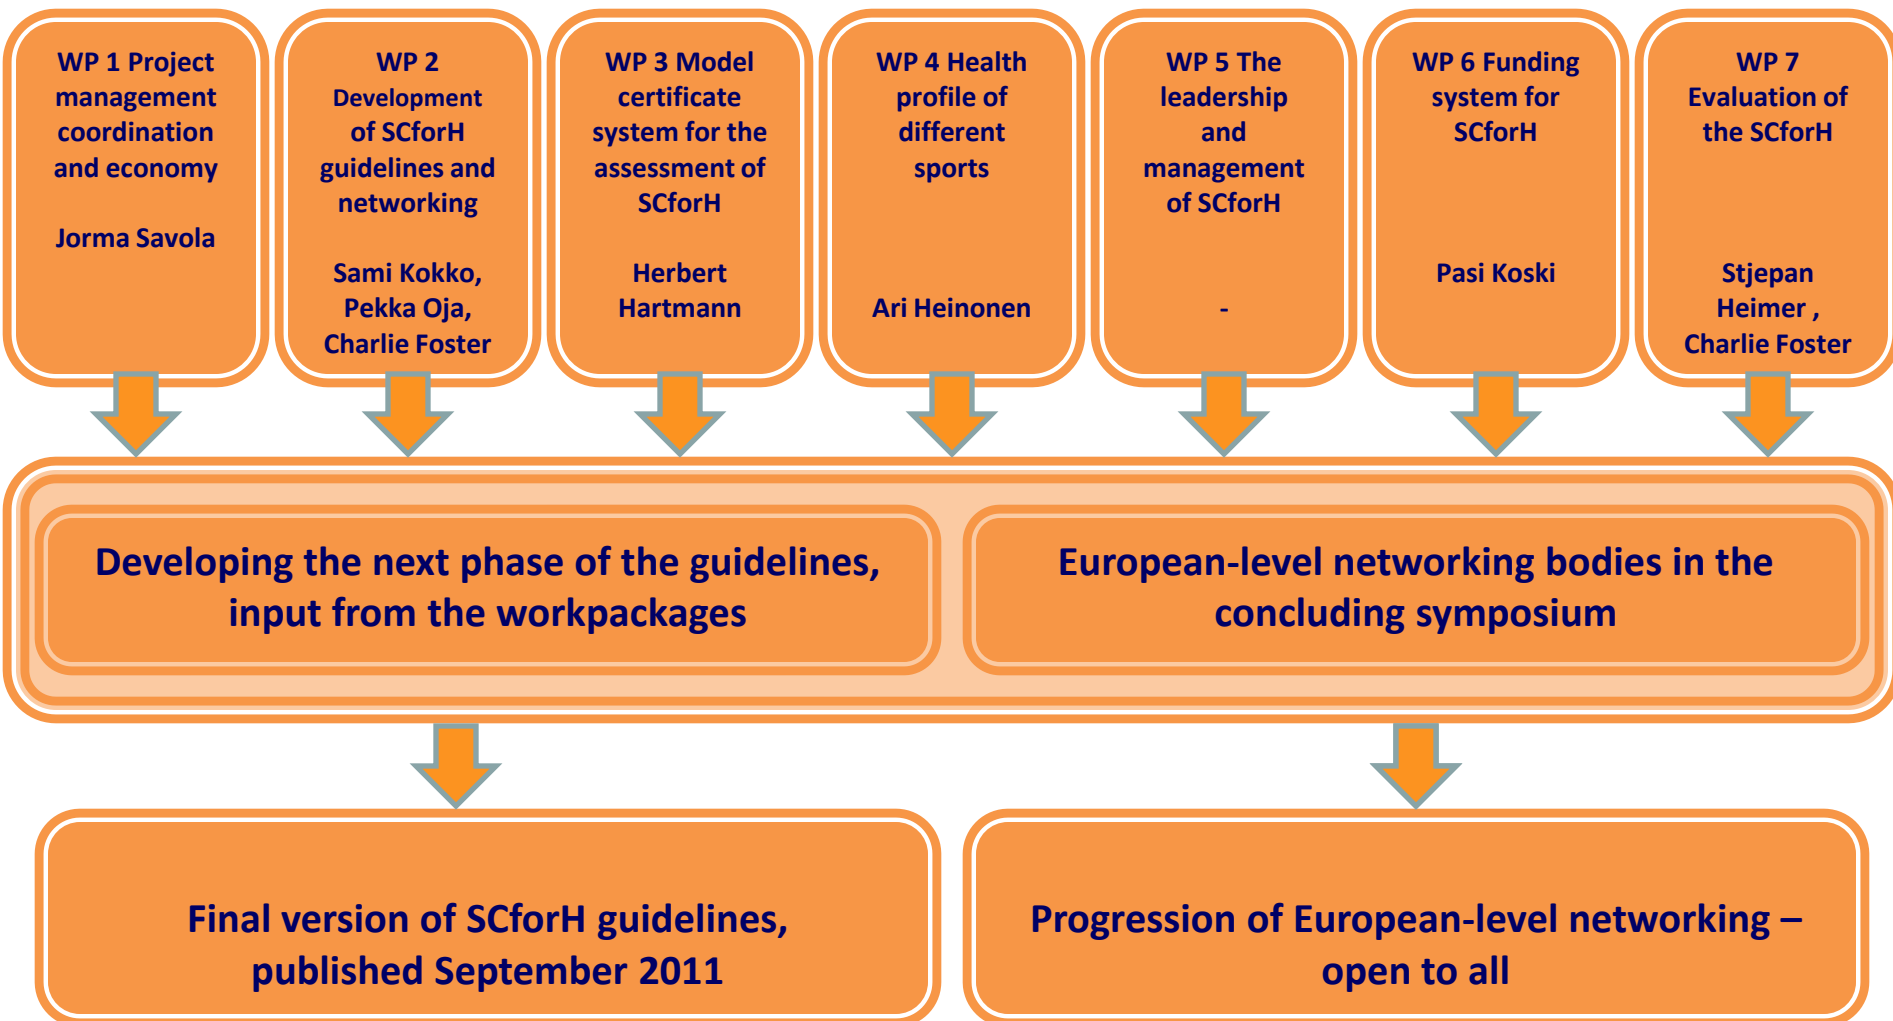 WP 1 Project
management
coordination
and economy
Jorma Savola
WP 2
Development
of SCforH
guidelines and
networking
Sami Kokko,
Pekka Oja,
Charlie Foster
WP 3 Model
certificate
system for the
assessment of
SCforH
Herbert
Hartmann
WP 4 Health
profile of
different
sports
Ari Heinonen
WP 5 The
leadership
and
management
of SCforH
-
WP 6 Funding
system for
SCforH
Pasi Koski
WP 7
Evaluation of
the SCforH
Stjepan
Heimer ,
Charlie Foster
Developing the next phase of the guidelines,
input from the workpackages
European-level networking bodies in the
concluding symposium
Final version of SCforH guidelines,
published September 2011
Progression of European-level networking –
open to all